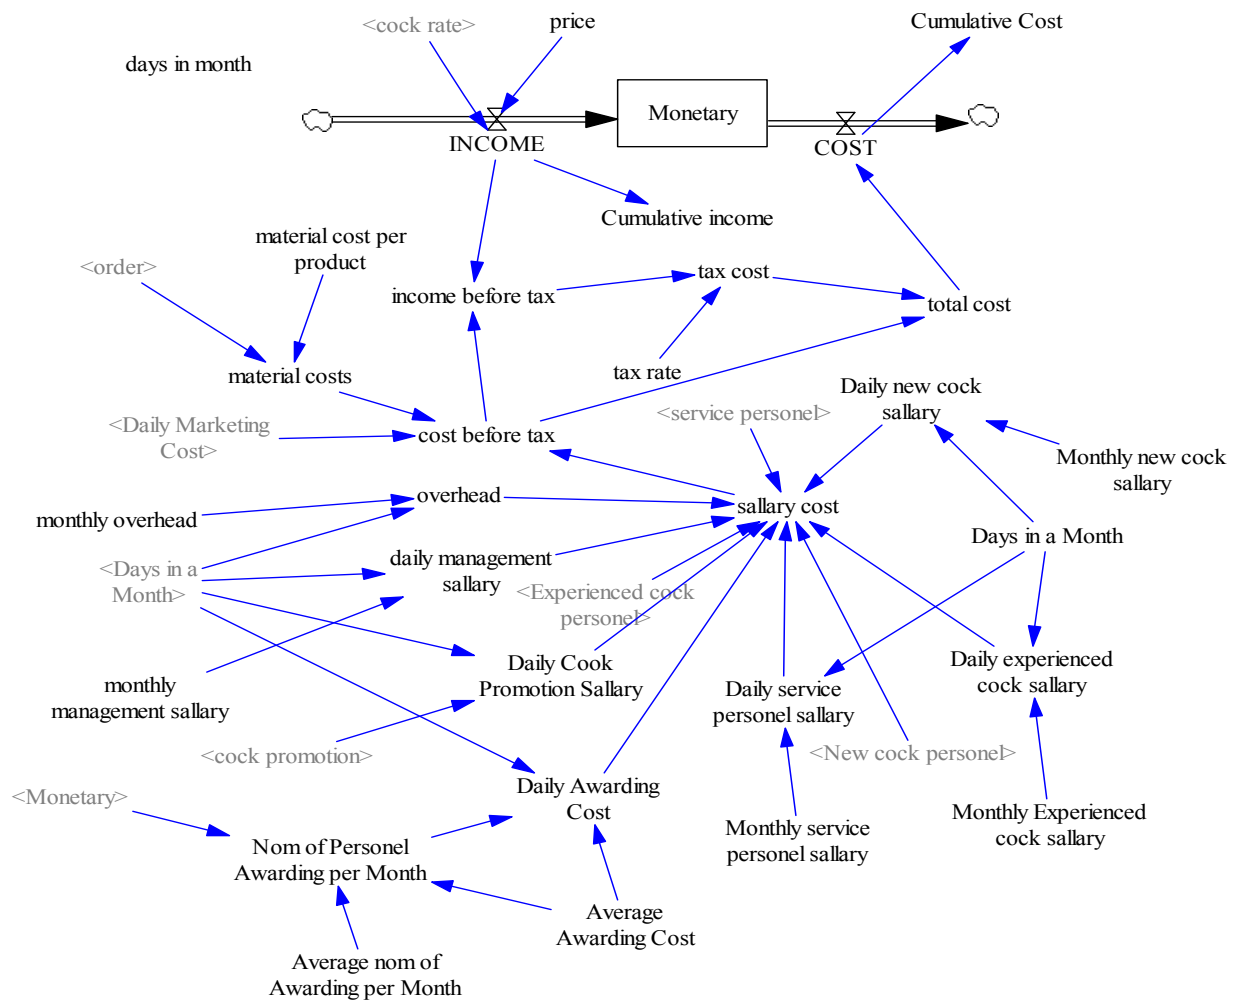 <cock rate>
price
Cumulative Cost
days in month
Monetary
INCOME
COST
Cumulative income
material cost per
product
<order>
tax cost
income before tax
total cost
material costs
tax rate
Daily new cock
sallary
<service personel>
<Daily Marketing
Cost>
cost before tax
Monthly new cock
sallary
overhead
sallary cost
monthly overhead
Days in a Month
daily management
sallary
<Days in a
Month>
<Experienced cock
personel>
Daily Cook
Promotion Sallary
Daily experienced
cock sallary
monthly
management sallary
Daily service
personel sallary
<cock promotion>
<New cock personel>
Daily Awarding
Cost
<Monetary>
Monthly Experienced
cock sallary
Monthly service
personel sallary
Nom of Personel
Awarding per Month
Average
Awarding Cost
Average nom of
Awarding per Month